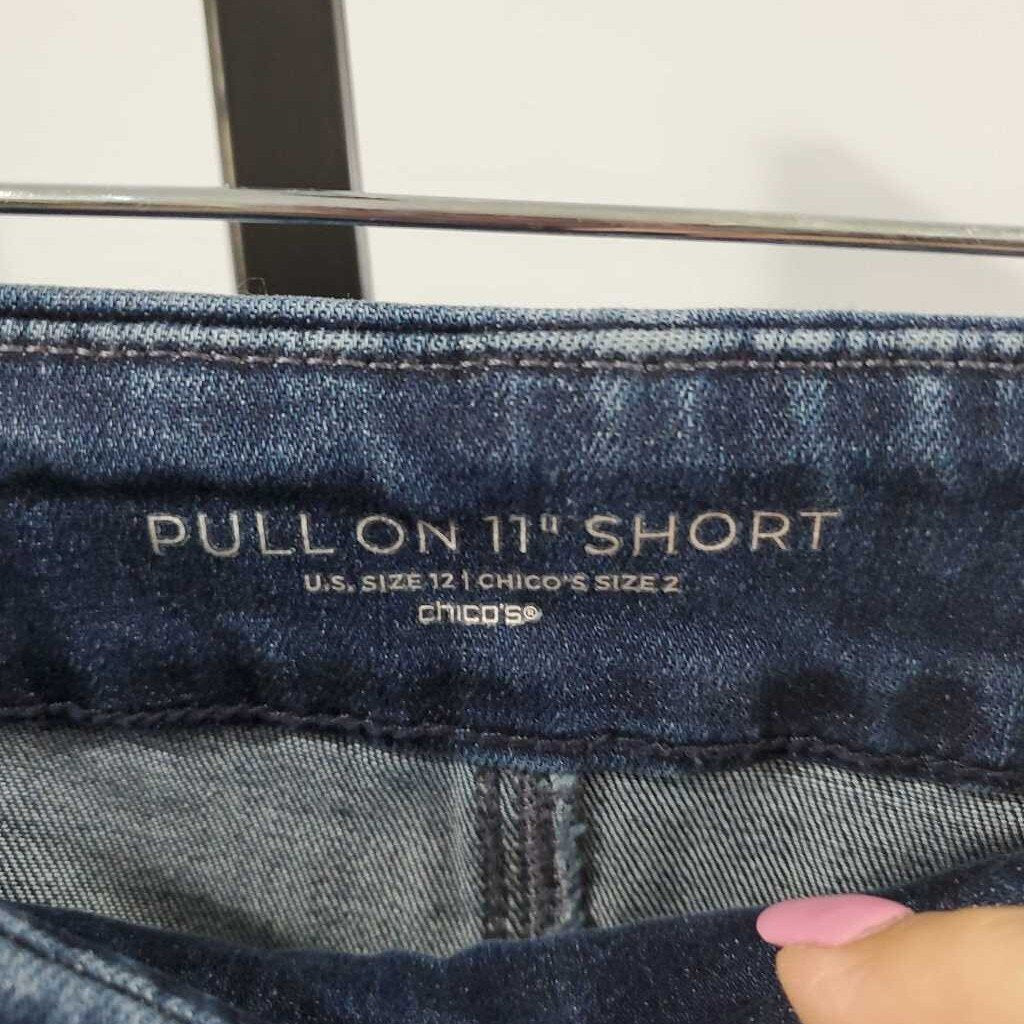 PULL ON 11" SHORT
U.S. SIZE 12 | CHICO'S SIZE 2
chico's®